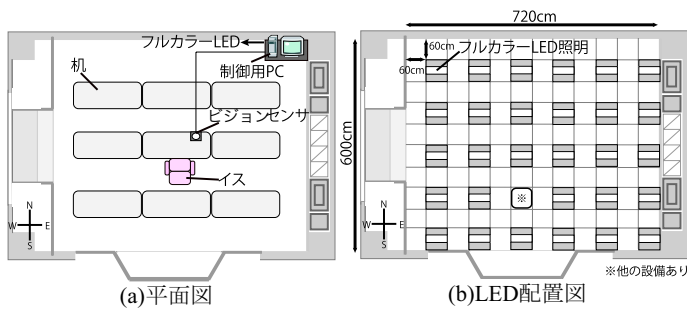 フルカラーLED
机
制御用PC
ビジョンセンサ
イス
N
W E
S
(a)平面図
720cm
60cm
フルカラーLED照明
60cm
600cm
※
N
W E
S
※他の設備あり
(b)LED配置図